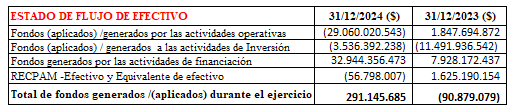 ESTADO DE FLUJO DE EFECTIVO 31/12/2024 ($) 31/12/2023 ($)
Fondos (aplicados) /generados por las actividades operativas (29.060.020.543) 1.847.694.872
Fondos (aplicados) / generados  a las actividades de Inversión (3.536.392.238) (11.491.936.542)
Fondos generados por las actividades de financiación 32.944.356.473 7.928.172.437
RECPAM -Efectivo y Equivalente de efectivo (56.798.007) 1.625.190.154
Total de fondos generados /(aplicados) durante el ejercicio 291.145.685 (90.879.079)